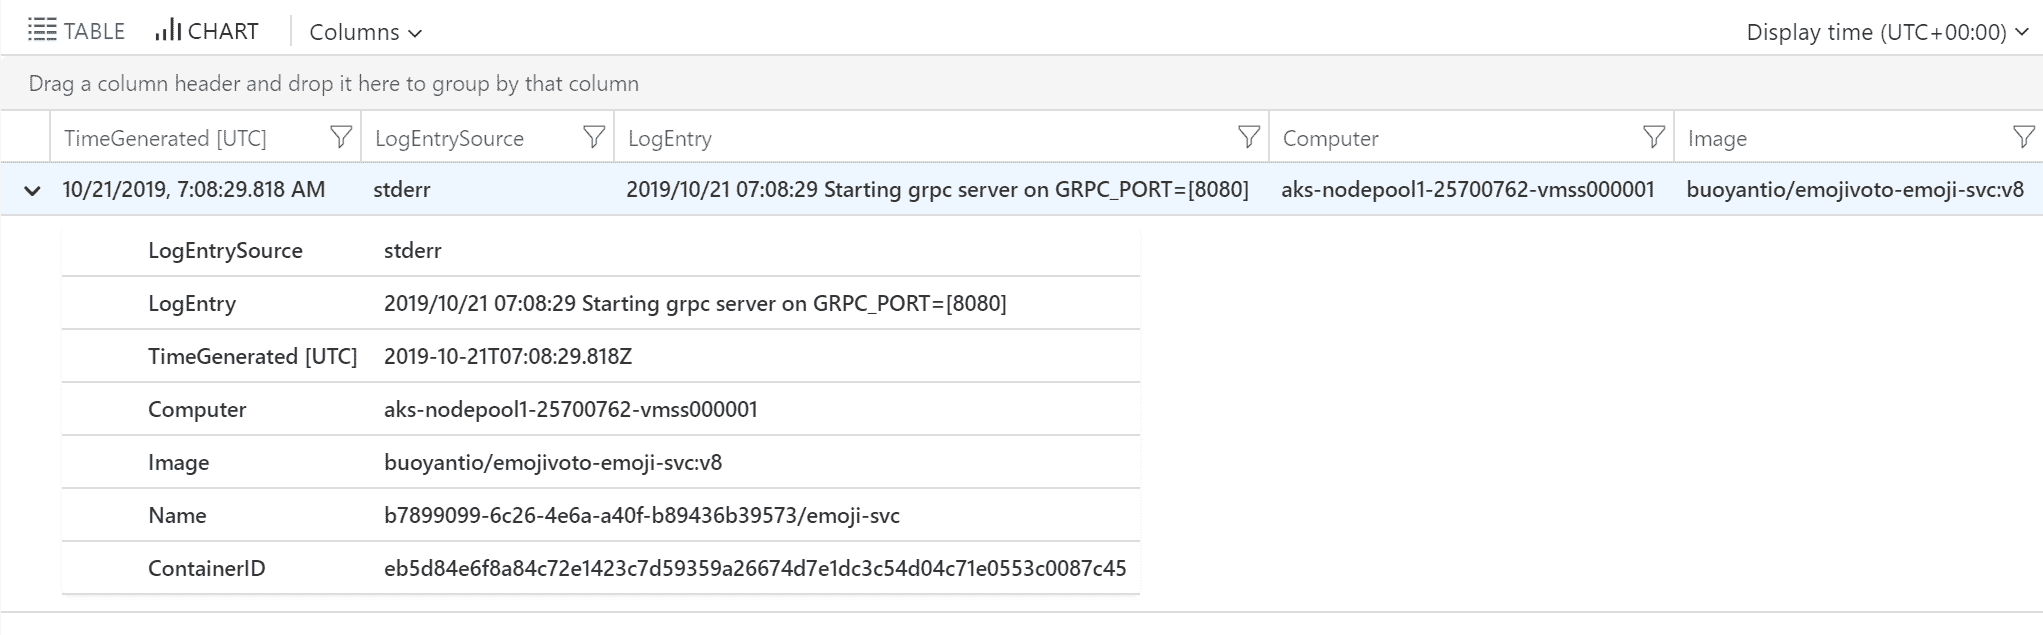 TABLE CHART Columns Display time (UTC+00:00)
Drag a column header and drop it here to group by that column
TimeGenerated [UTC] LogEntrySource LogEntry Computer Image
10/21/2019, 7:08:29.818 AM stderr 2019/10/21 07:08:29 Starting grpc server on GRPC_PORT=[8080] aks-nodepool1-25700762-vmss000001 buoyantio/emojivoto-emoji-svc:v8
LogEntrySource stderr
LogEntry 2019/10/21 07:08:29 Starting grpc server on GRPC_PORT=[8080]
TimeGenerated [UTC] 2019-10-21T07:08:29.818Z
Computer aks-nodepool1-25700762-vmss000001
Image buoyantio/emojivoto-emoji-svc:v8
Name b7899099-6c26-4e6a-a40f-b89436b39573/emoji-svc
ContainerID eb5d84e6f8a84c72e1423c7d59359a26674d7e1dc3c54d04c71e0553c0087c45